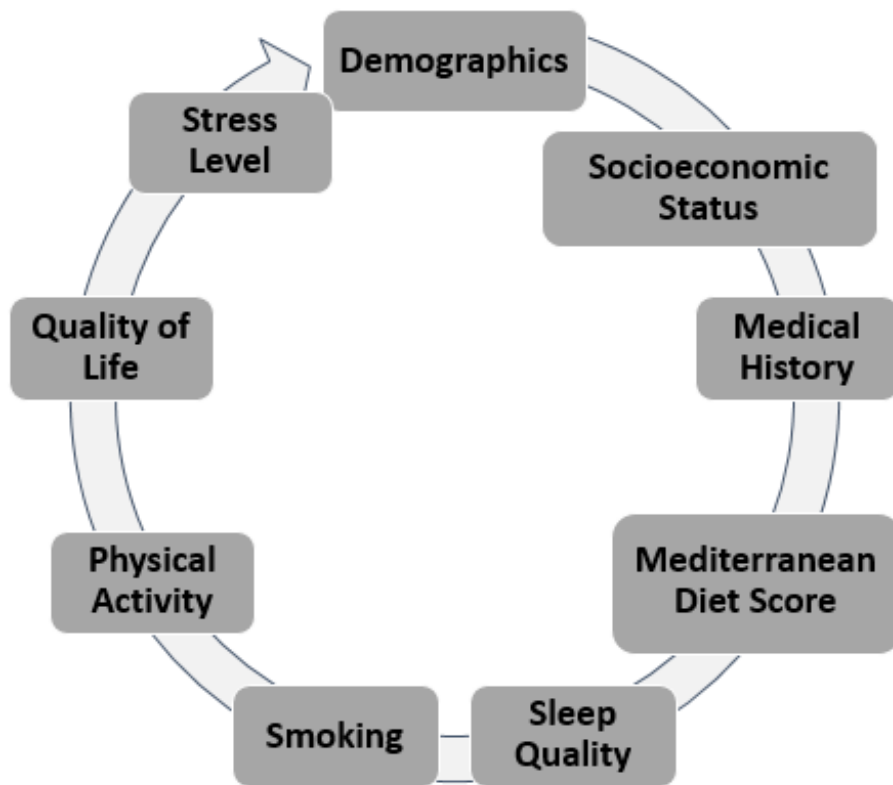 Demographics
Socioeconomic
Status
Medical
History
Mediterranean
Diet Score
Sleep
Quality
Smoking
Physical
Activity
Quality of
Life
Stress
Level